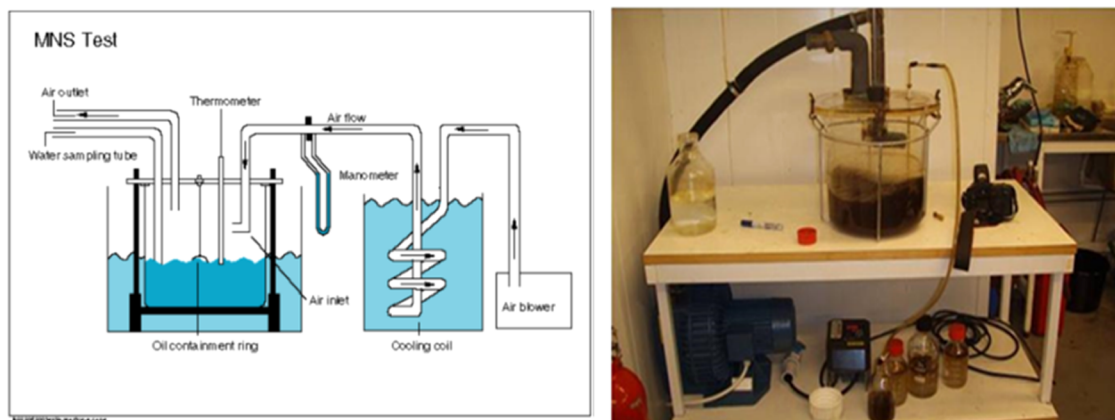 MNS Test
Air outlet
Thermometer
Air flow
Water sampling tube
Manometer
Air inlet
Air blower
Oil containment ring
Cooling coil